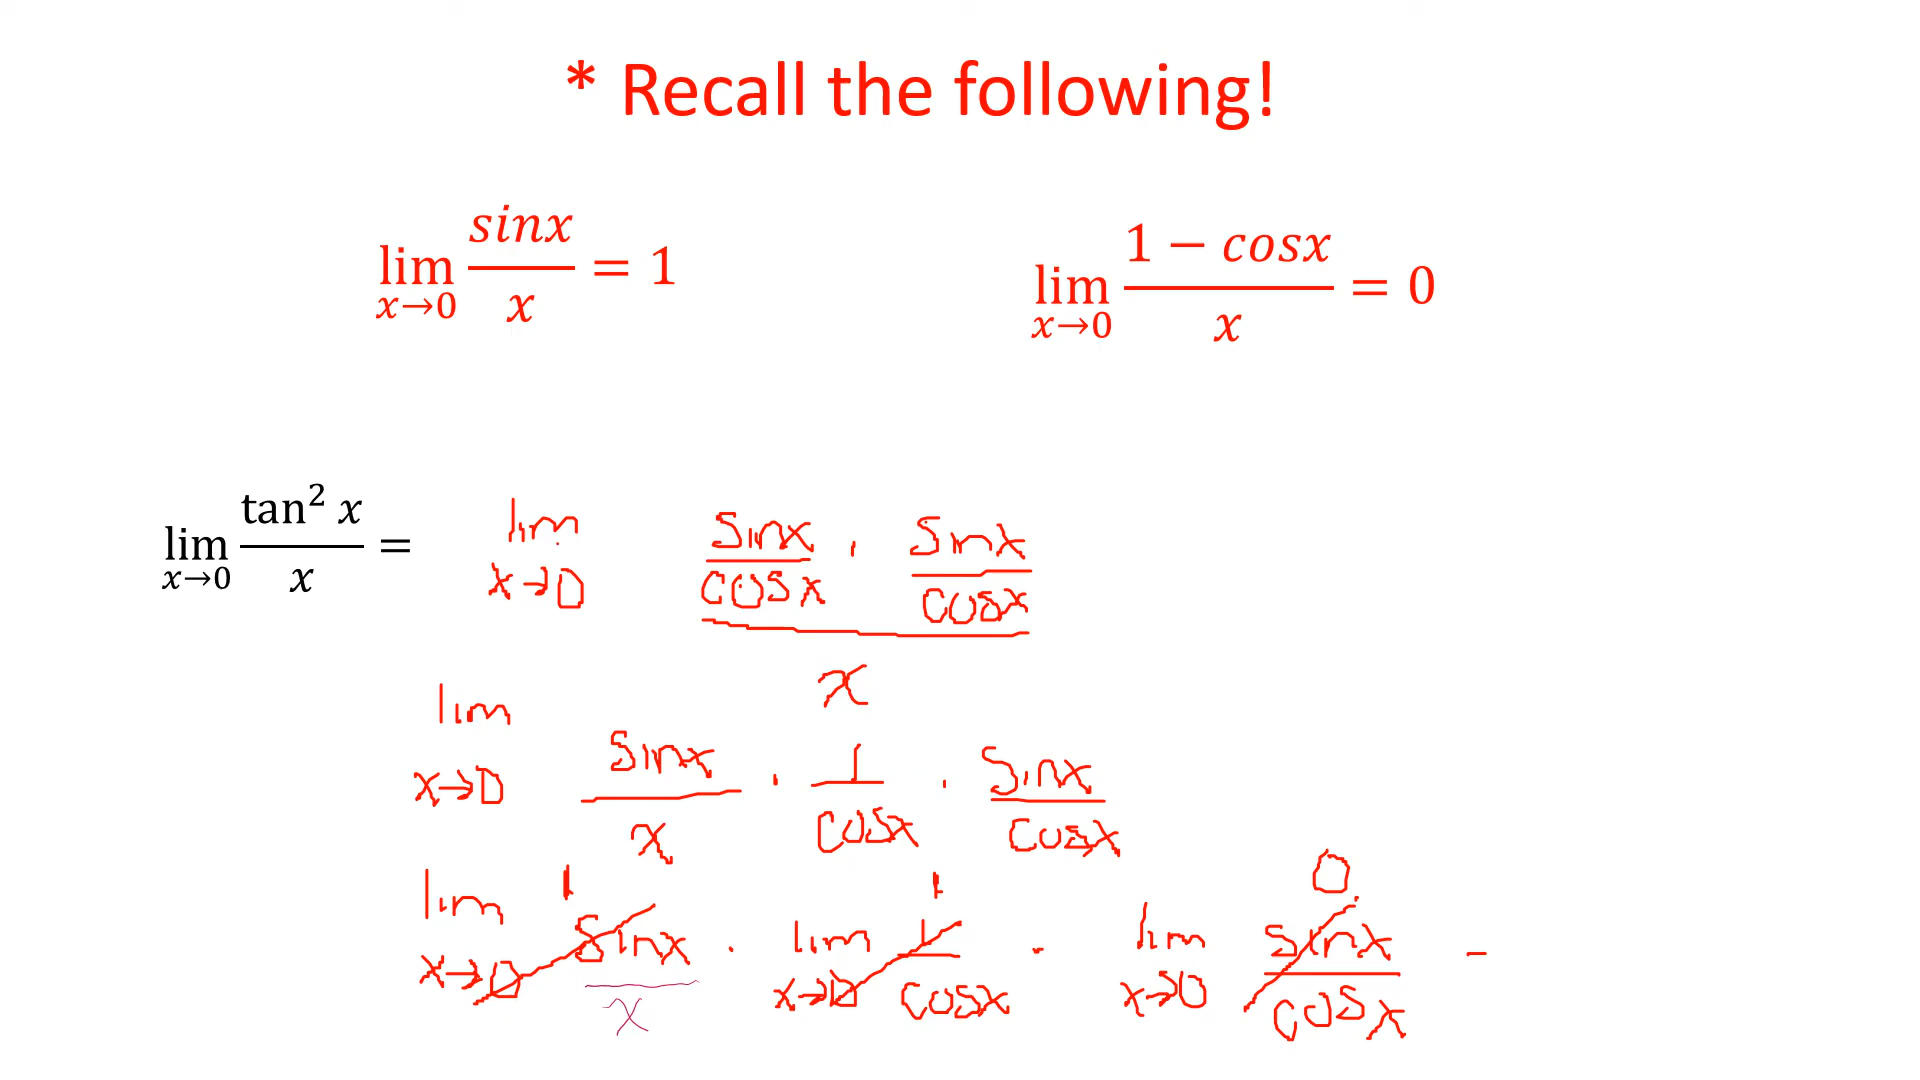 * Recall the following!
lim x→0 sinx/x = 1
lim x→0 1 − cosx/x = 0
lim x→0 tan² x/x =
lim x→0 sinx/cosx · sinx/cosx / x
lim x→0 sinx/x · 1/cosx · sinx/cosx
1 1 0
lim x→0 sinx/x · lim x→0 1/cosx · lim x→0 sinx/cosx -